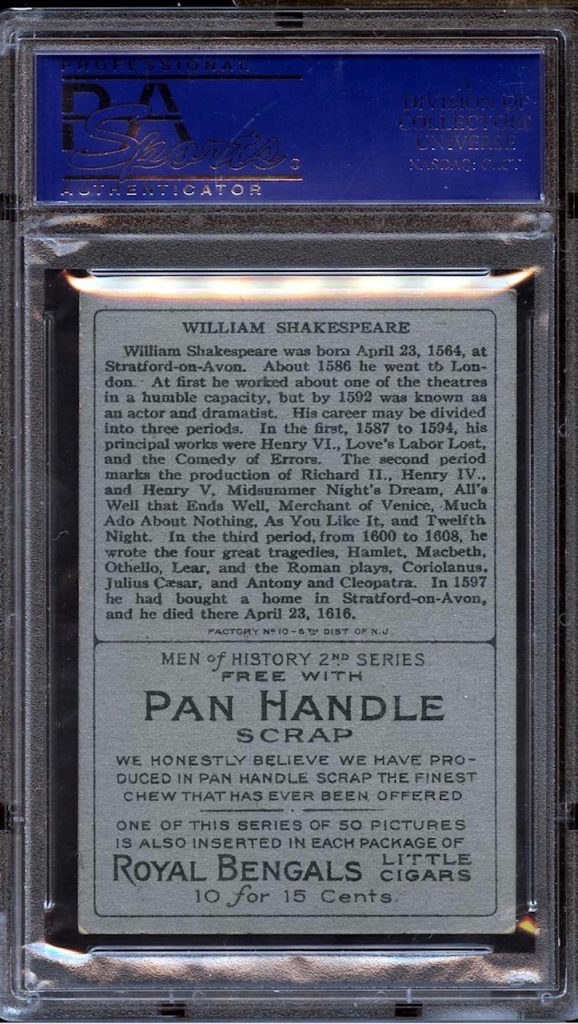 PROFESSIONAL
PSA
Sports®
AUTHENTICATOR
A
DIVISION OF
COLLECTORS
UNIVERSE
NASDAQ: CLCT
WILLIAM SHAKESPEARE
William Shakespeare was born April 23, 1564, at
Stratford-on-Avon. About 1586 he went to Lon-
don. At first he worked about one of the theatres
in a humble capacity, but by 1592 was known as
an actor and dramatist. His career may be divided
into three periods. In the first, 1587 to 1594, his
principal works were Henry VI., Love's Labor Lost,
and the Comedy of Errors. The second period
marks the production of Richard II., Henry IV.,
and Henry V, Midsummer Night's Dream, All's
Well that Ends Well, Merchant of Venice, Much
Ado About Nothing, As You Like It, and Twelfth
Night. In the third period, from 1600 to 1608, he
wrote the four great tragedies, Hamlet, Macbeth,
Othello, Lear, and the Roman plays, Coriolanus,
Julius Cæsar, and Antony and Cleopatra. In 1597
he had bought a home in Stratford-on-Avon,
and he died there April 23, 1616.
FACTORY Nº 10-5TH DIST OF N.J.
MEN of HISTORY 2ND SERIES
FREE WITH
PAN HANDLE
SCRAP
WE HONESTLY BELIEVE WE HAVE PRO-
DUCED IN PAN HANDLE SCRAP THE FINEST
CHEW THAT HAS EVER BEEN OFFERED
ONE OF THIS SERIES OF 50 PICTURES
IS ALSO INSERTED IN EACH PACKAGE OF
ROYAL BENGALS LITTLE CIGARS
10 for 15 Cents.